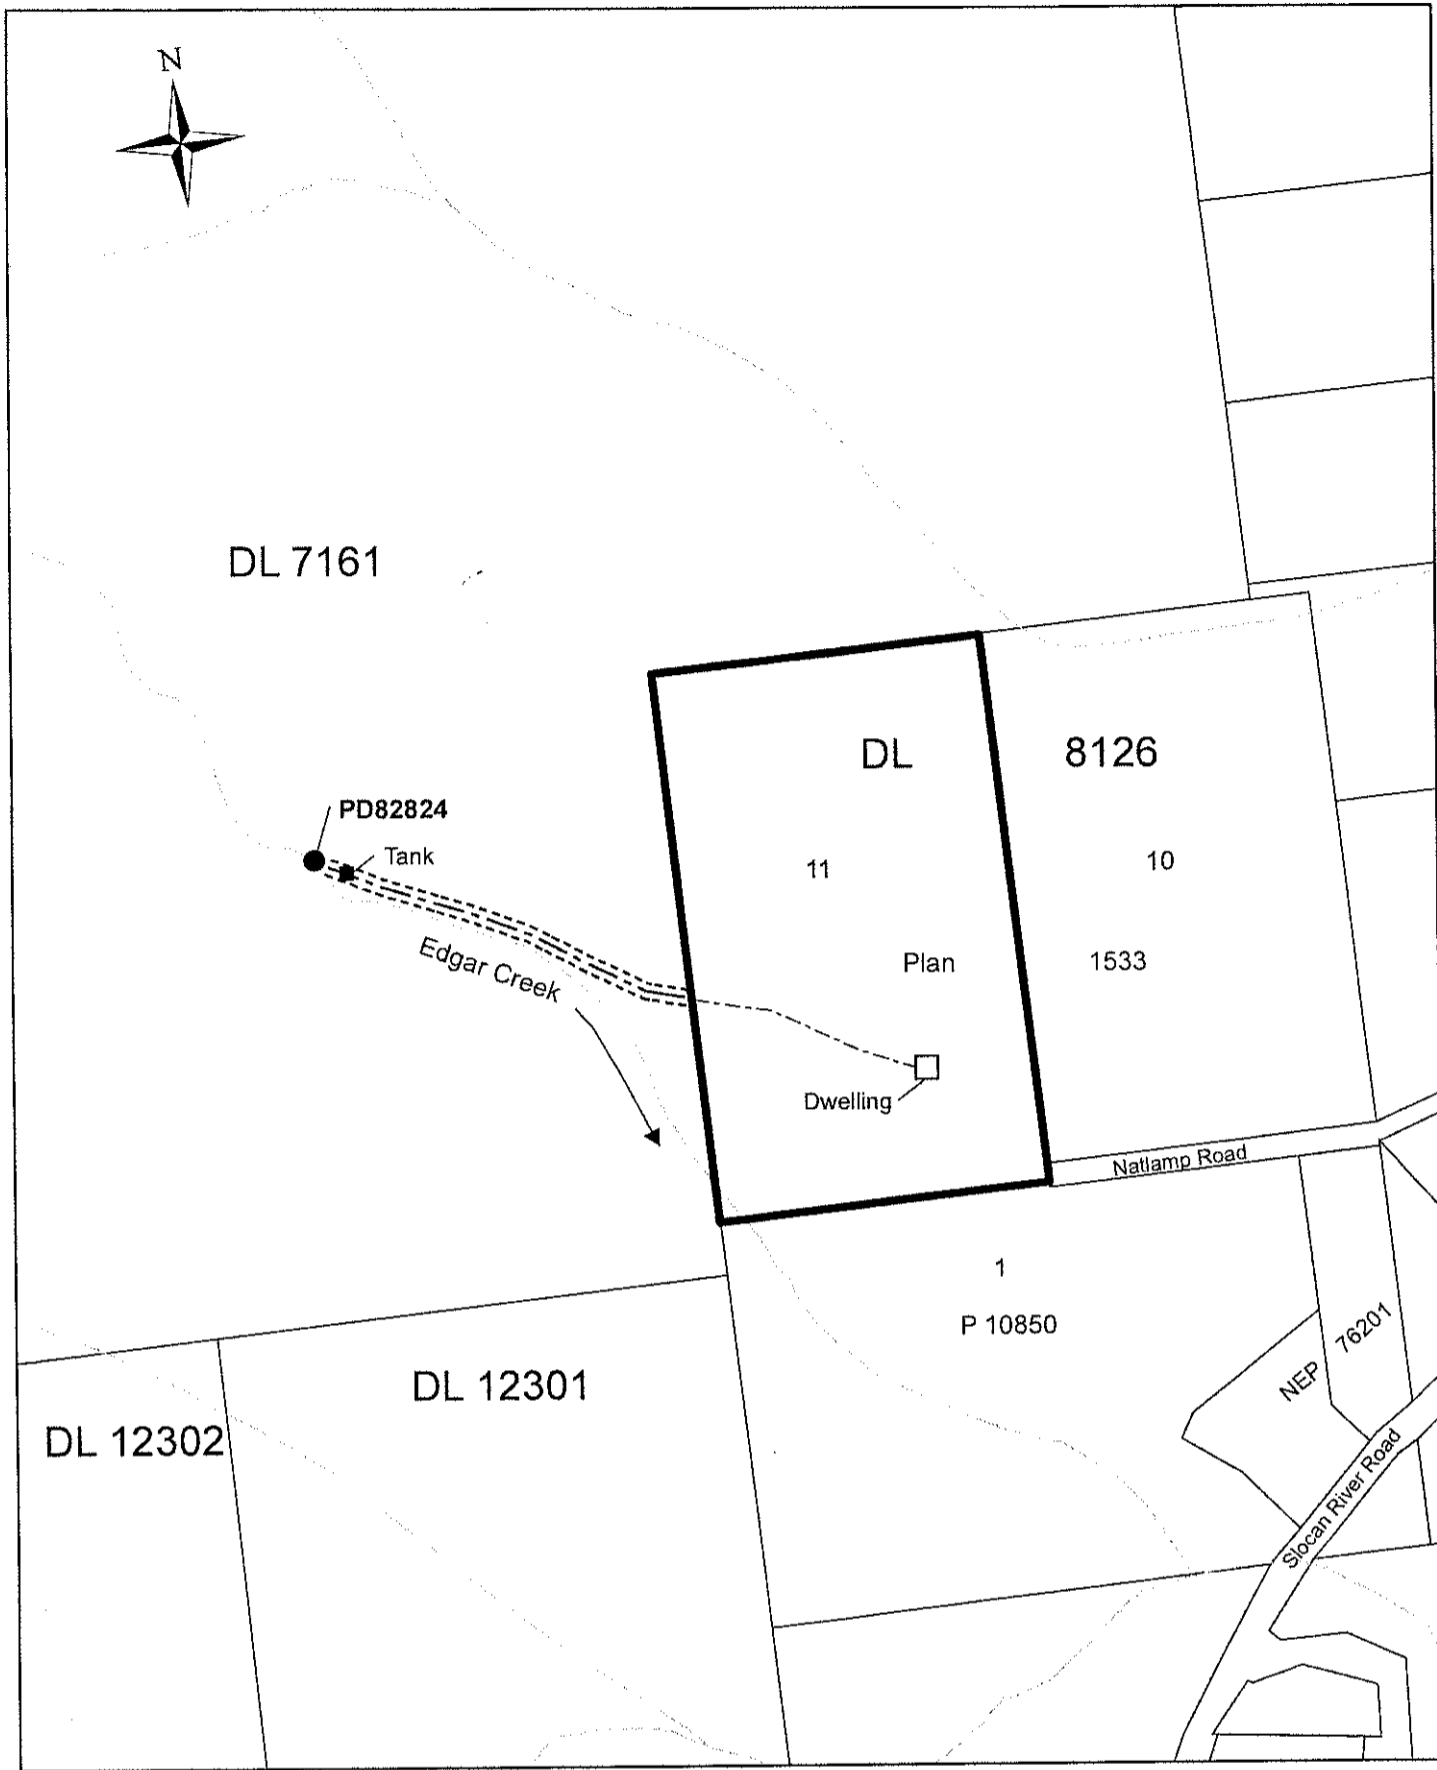 N
DL 7161
DL 8126
PD82824
Tank
11
10
Edgar Creek
Plan 1533
Dwelling
Natlamp Road
1
P 10850
NEP 76201
DL 12301
DL 12302
Slocan River Road